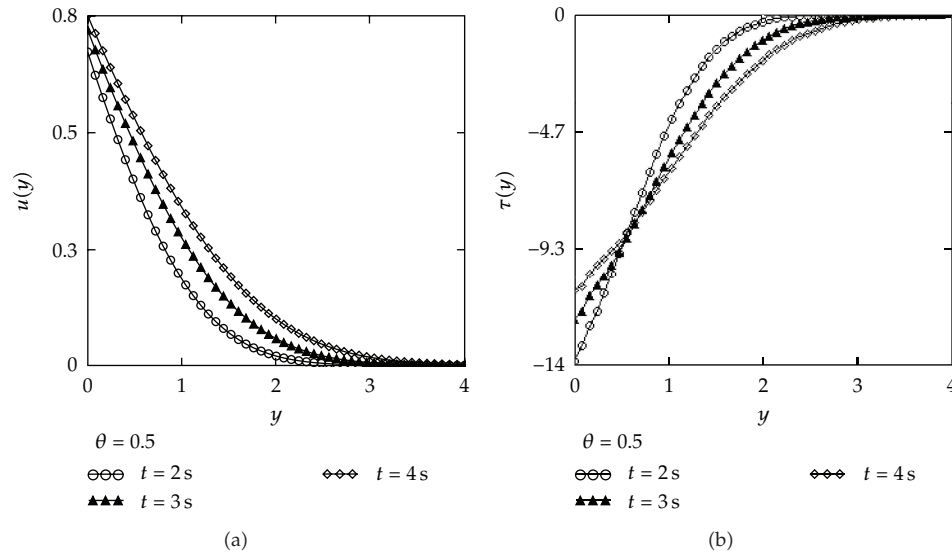 0.8
0.5
0.3
0
u(y)
0 1 2 3 4
y
θ = 0.5
t = 2 s
t = 3 s
t = 4 s
(a)
0
−4.7
−9.3
−14
τ(y)
0 1 2 3 4
y
θ = 0.5
t = 2 s
t = 3 s
t = 4 s
(b)